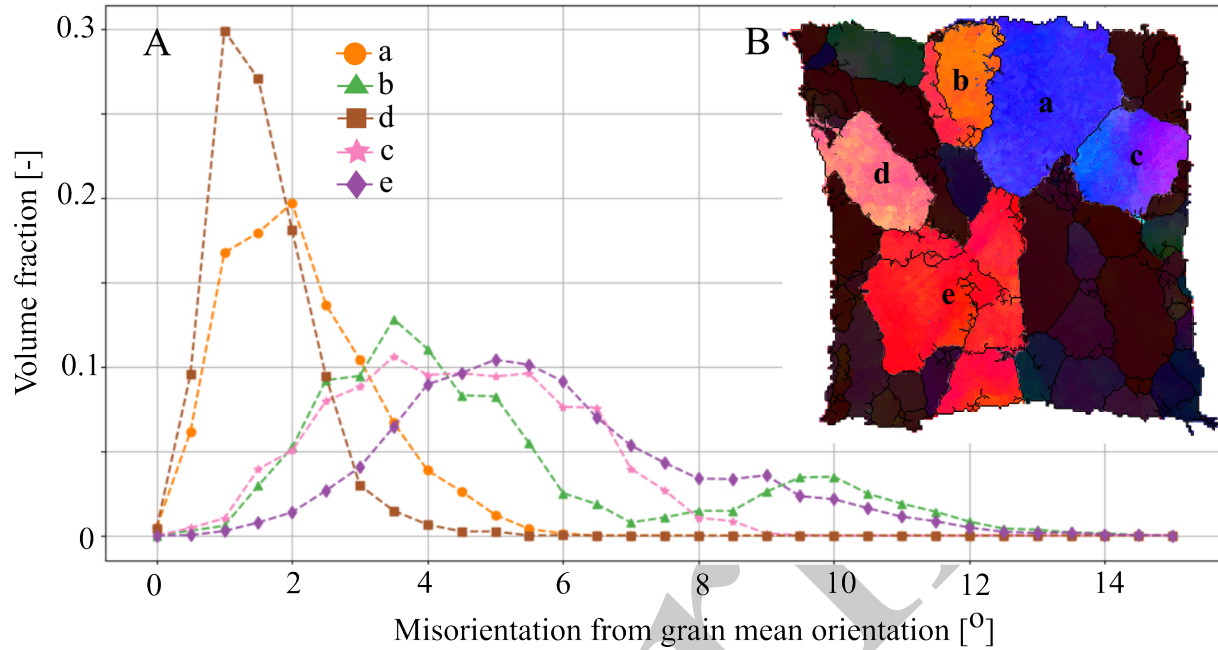 A
B
a
b
d
c
e
0.3
0.2
0.1
0
Volume fraction [-]
0 2 4 6 8 10 12 14
Misorientation from grain mean orientation [o]
b
a
c
d
e